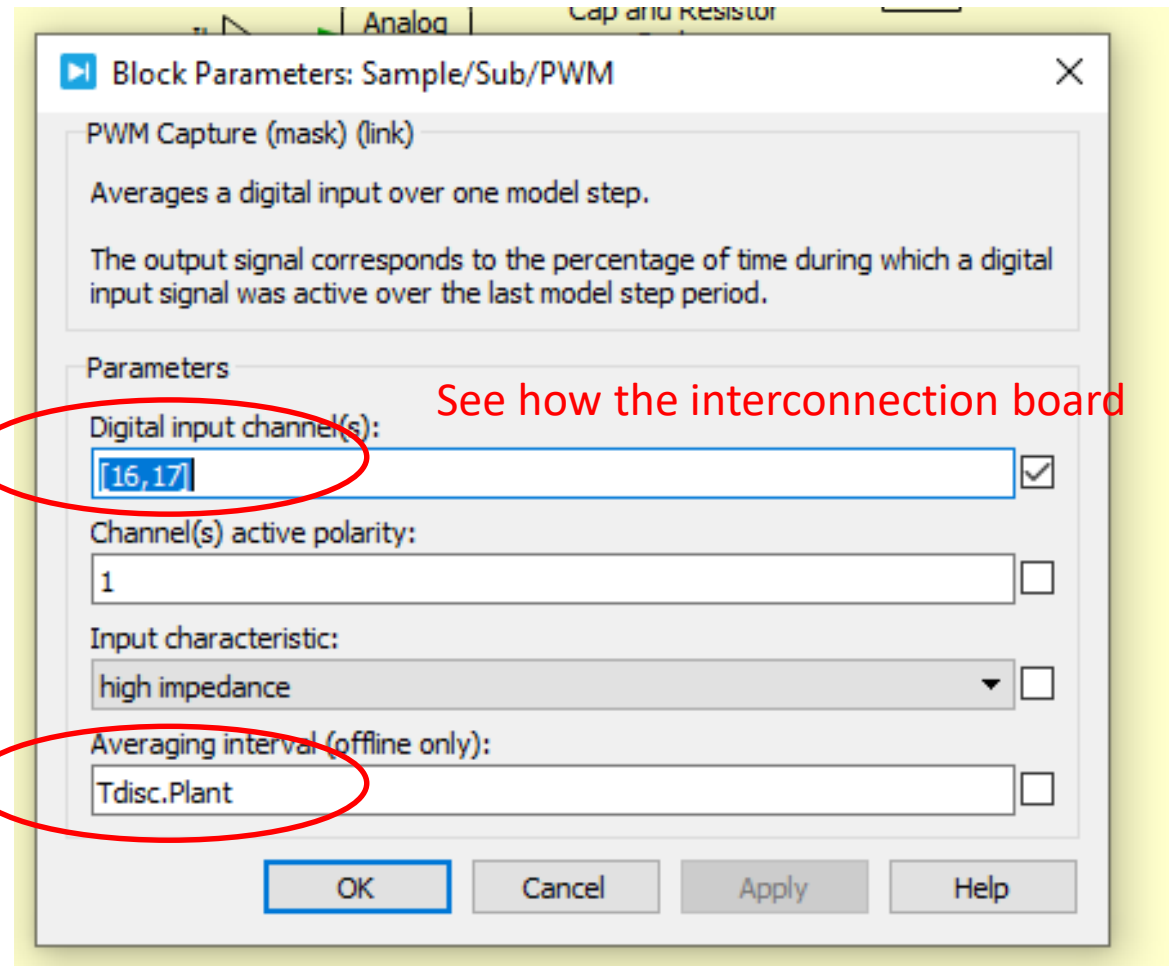 Analog
Cap and Resistor
Block Parameters: Sample/Sub/PWM
PWM Capture (mask) (link)
Averages a digital input over one model step.
The output signal corresponds to the percentage of time during which a digital
input signal was active over the last model step period.
Parameters
See how the interconnection board
Digital input channel(s):
[16,17]
Channel(s) active polarity:
1
Input characteristic:
high impedance
Averaging interval (offline only):
Tdisc.Plant
OK
Cancel
Apply
Help